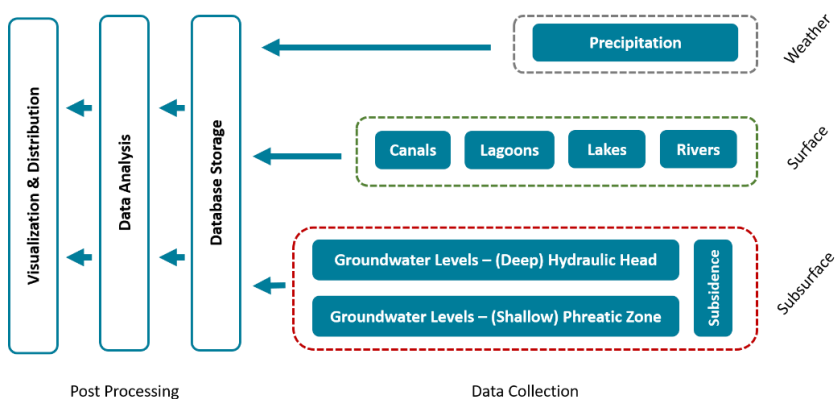 Visualization & Distribution
Data Analysis
Database Storage
Precipitation
Weather
Canals
Lagoons
Lakes
Rivers
Surface
Groundwater Levels – (Deep) Hydraulic Head
Groundwater Levels – (Shallow) Phreatic Zone
Subsidence
Subsurface
Post Processing
Data Collection